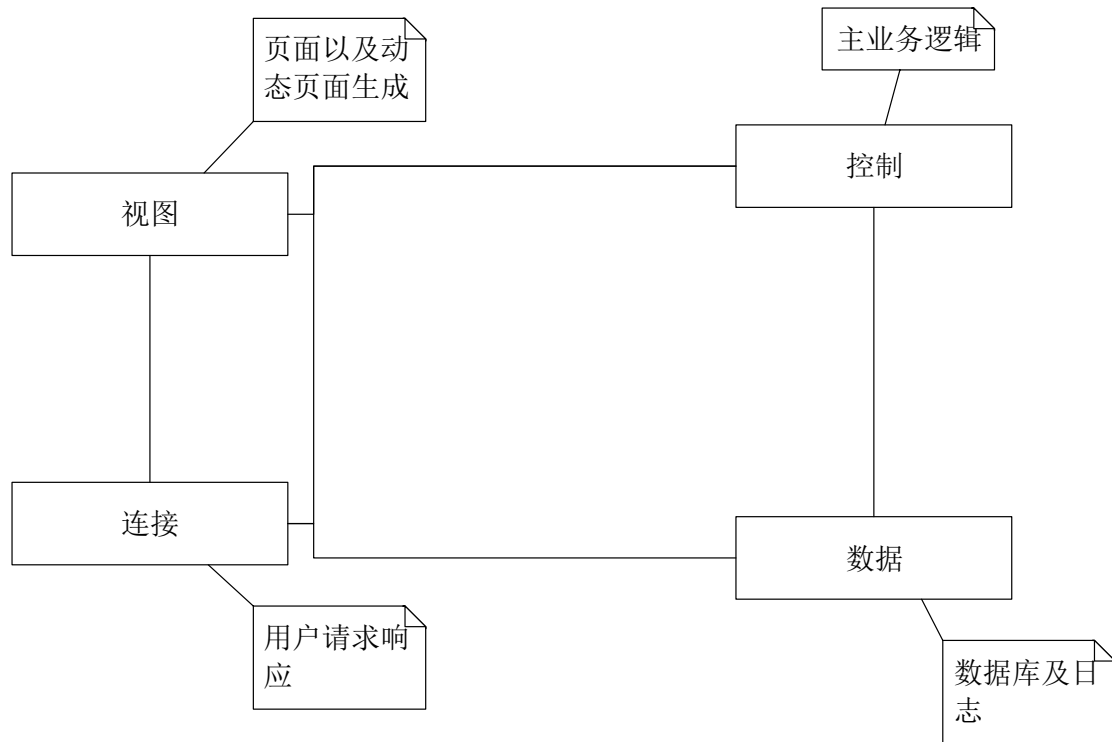 页面以及动
态页面生成
主业务逻辑
视图
控制
连接
数据
用户请求响
应
数据库及日
志